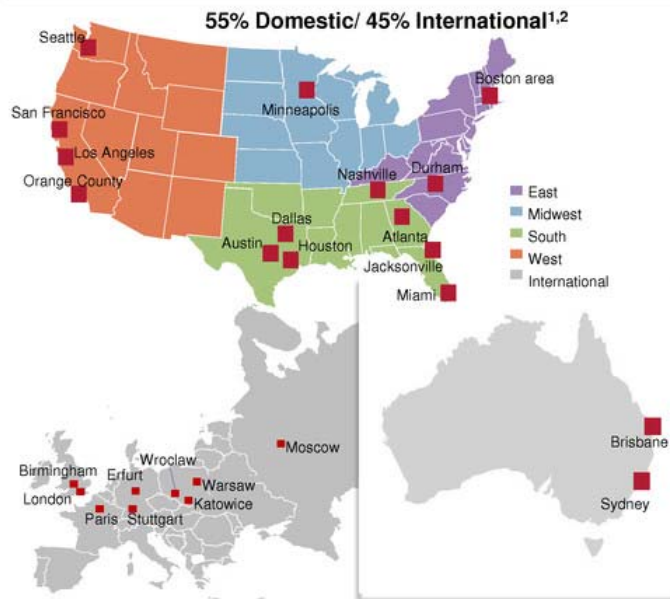 55% Domestic/ 45% International¹,²
Seattle
Boston area
Minneapolis
San Francisco
Los Angeles
Nashville
Durham
Orange County
East
Midwest
South
West
International
Dallas
Austin
Houston
Atlanta
Jacksonville
Miami
Moscow
Brisbane
Wroclaw
Birmingham
Erfurt
Warsaw
London
Katowice
Paris
Stuttgart
Sydney